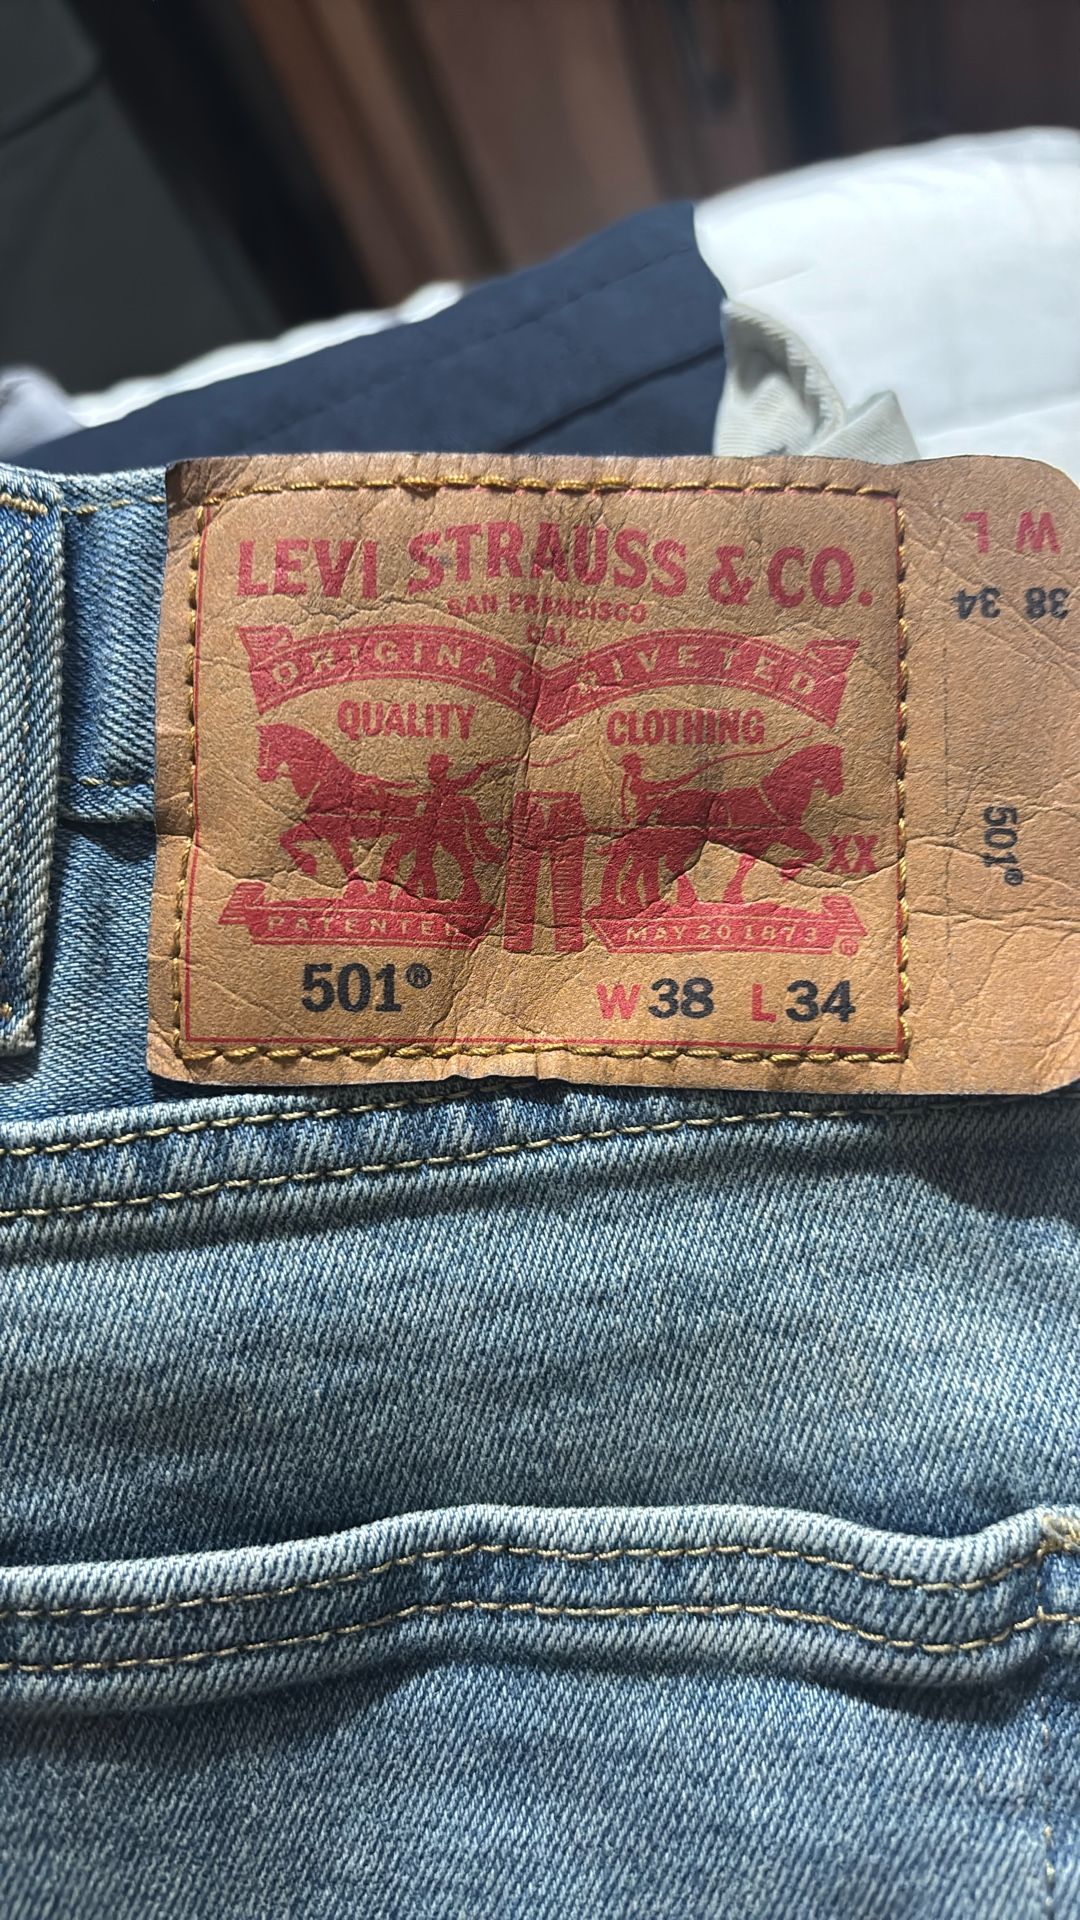 LEVI STRAUSS & CO.
SAN FRANCISCO
CAL.
ORIGINAL RIVETED
QUALITY CLOTHING
XX
PATENTED MAY 20 1873 ®
501® W38 L34
W L
38 34
501®